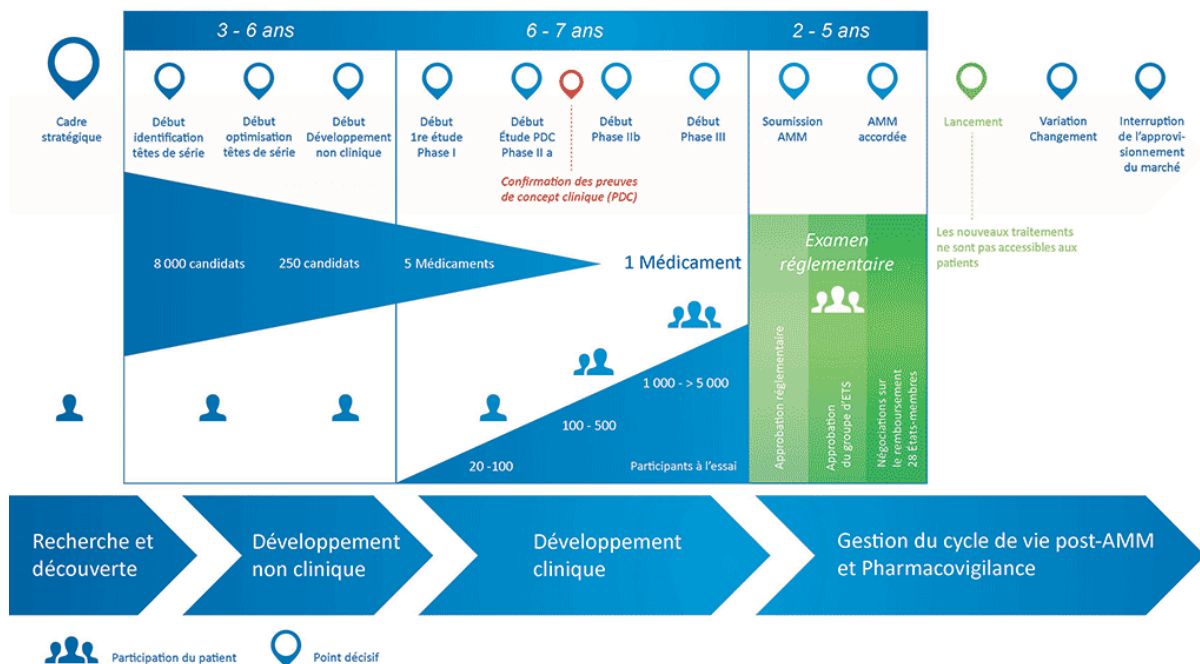 3 - 6 ans
6 - 7 ans
2 - 5 ans
Cadre
stratégique
Début
identification
têtes de série
Début
optimisation
têtes de série
Début
Développement
non clinique
Début
1re étude
Phase I
Début
Étude PDC
Phase II a
Début
Phase IIb
Début
Phase III
Soumission
AMM
AMM
accordée
Lancement
Variation
Changement
Interruption
de l'approvi-
sionnement
du marché
Confirmation des preuves
de concept clinique (PDC)
Les nouveaux traitements
ne sont pas accessibles aux
patients
8 000 candidats
250 candidats
5 Médicaments
1 Médicament
Examen
réglementaire
20 -100
100 - 500
1 000 - > 5 000
Participants à l'essai
Approbation réglementaire
Approbation
du groupe d'ETS
Négociations sur
le remboursement
28 États-membres
Recherche et
découverte
Développement
non clinique
Développement
clinique
Gestion du cycle de vie post-AMM
et Pharmacovigilance
Participation du patient
Point décisif